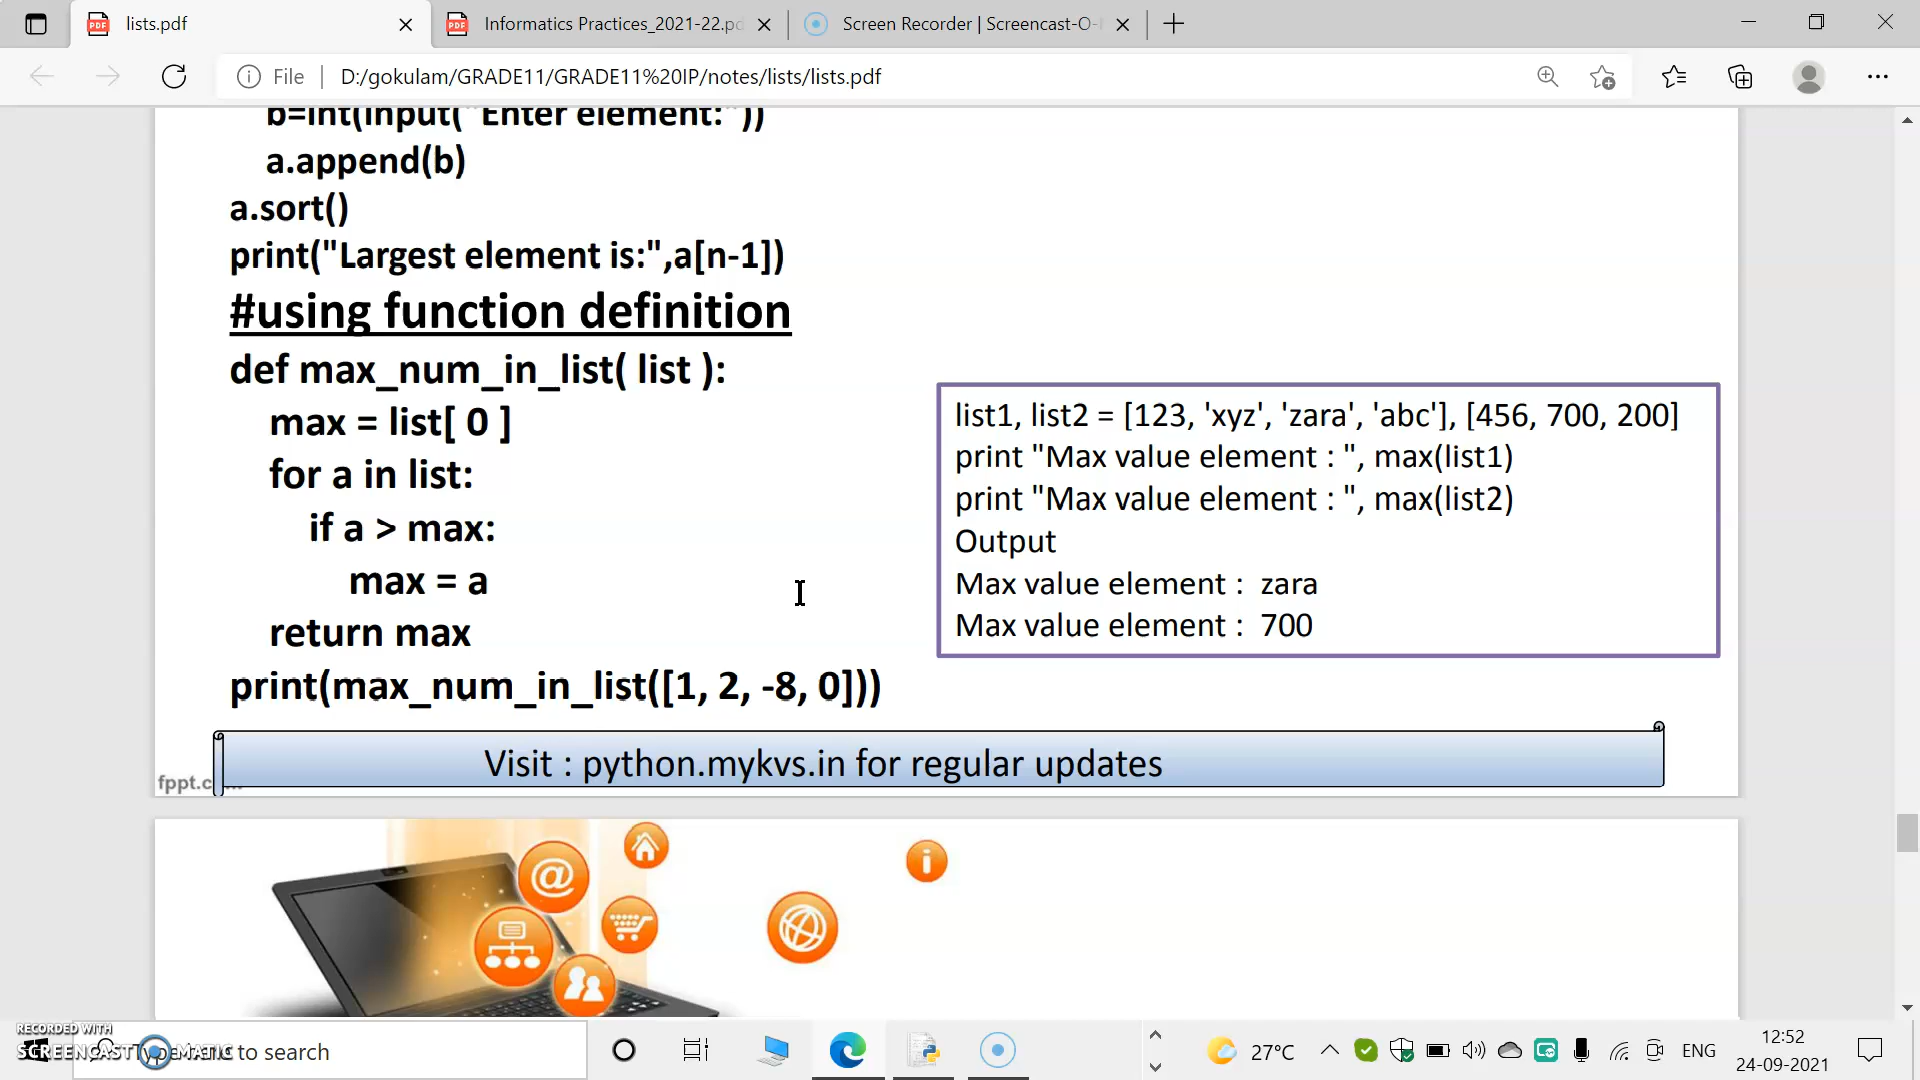 lists.pdf
Informatics Practices_2021-22.pd
Screen Recorder | Screencast-O-
File
D:/gokulam/GRADE11/GRADE11%20IP/notes/lists/lists.pdf
b=int(input("Enter element:"))
a.append(b)
a.sort()
print("Largest element is:",a[n-1])
#using function definition
def max_num_in_list( list ):
max = list[ 0 ]
for a in list:
if a > max:
max = a
return max
print(max_num_in_list([1, 2, -8, 0]))
list1, list2 = [123, 'xyz', 'zara', 'abc'], [456, 700, 200]
print "Max value element : ", max(list1)
print "Max value element : ", max(list2)
Output
Max value element :  zara
Max value element :  700
Visit : python.mykvs.in for regular updates
fppt.c
RECORDED WITH
SCREENCAST MATIC
Type here to search
27°C
ENG
12:52
24-09-2021